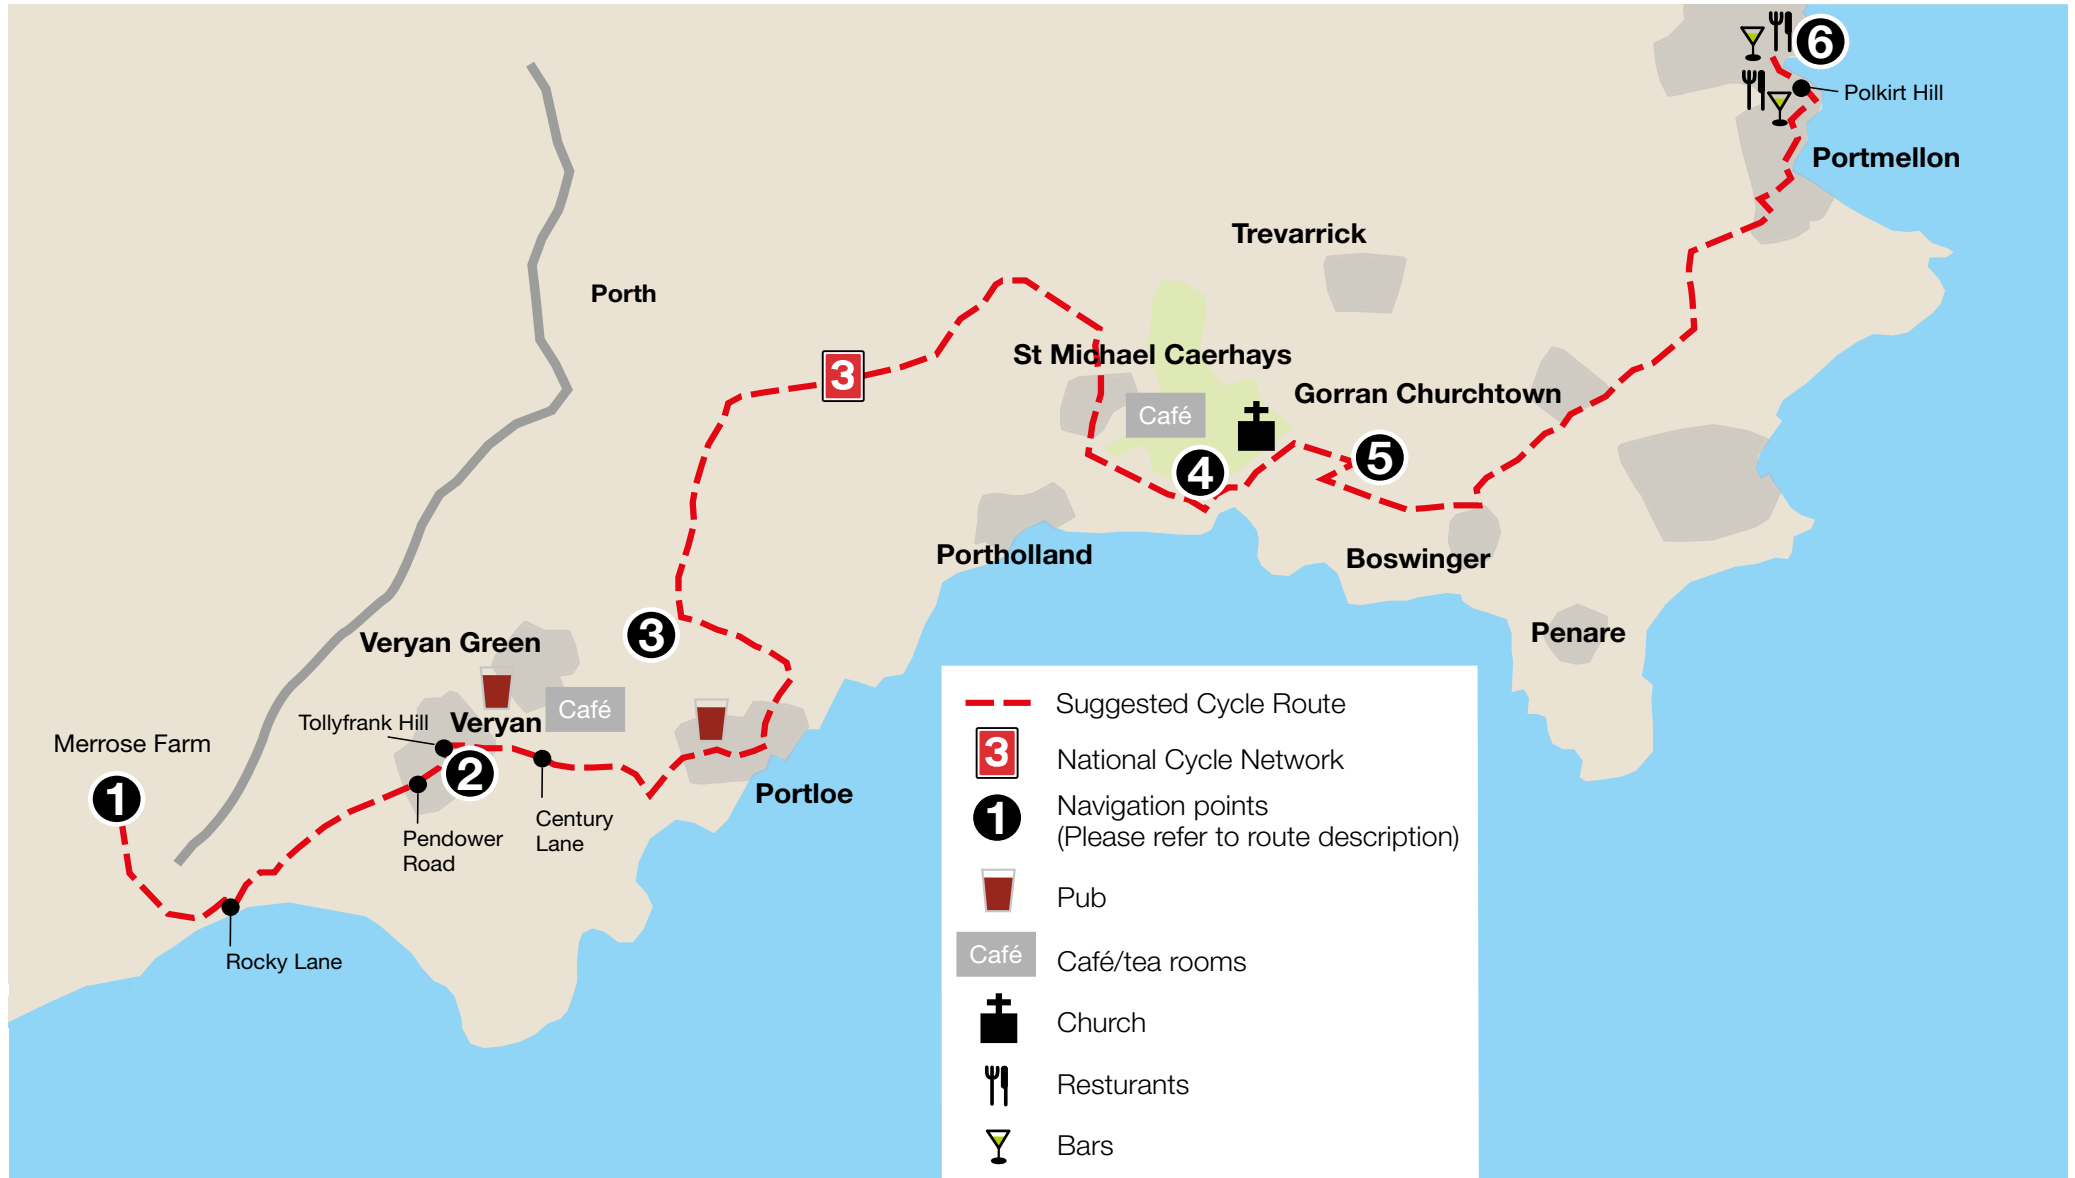 6
Polkirt Hill
Portmellon
Trevarrick
Porth
St Michael Caerhays
3
Gorran Churchtown
Café
5
4
Portholland
Boswinger
3
Veryan Green
Penare
Café
Tollyfrank Hill
Veryan
Merrose Farm
2
1
Portloe
Century
Lane
Pendower
Road
Rocky Lane
Suggested Cycle Route
3
National Cycle Network
1
Navigation points
(Please refer to route description)
Pub
Café
Café/tea rooms
Church
Resturants
Bars